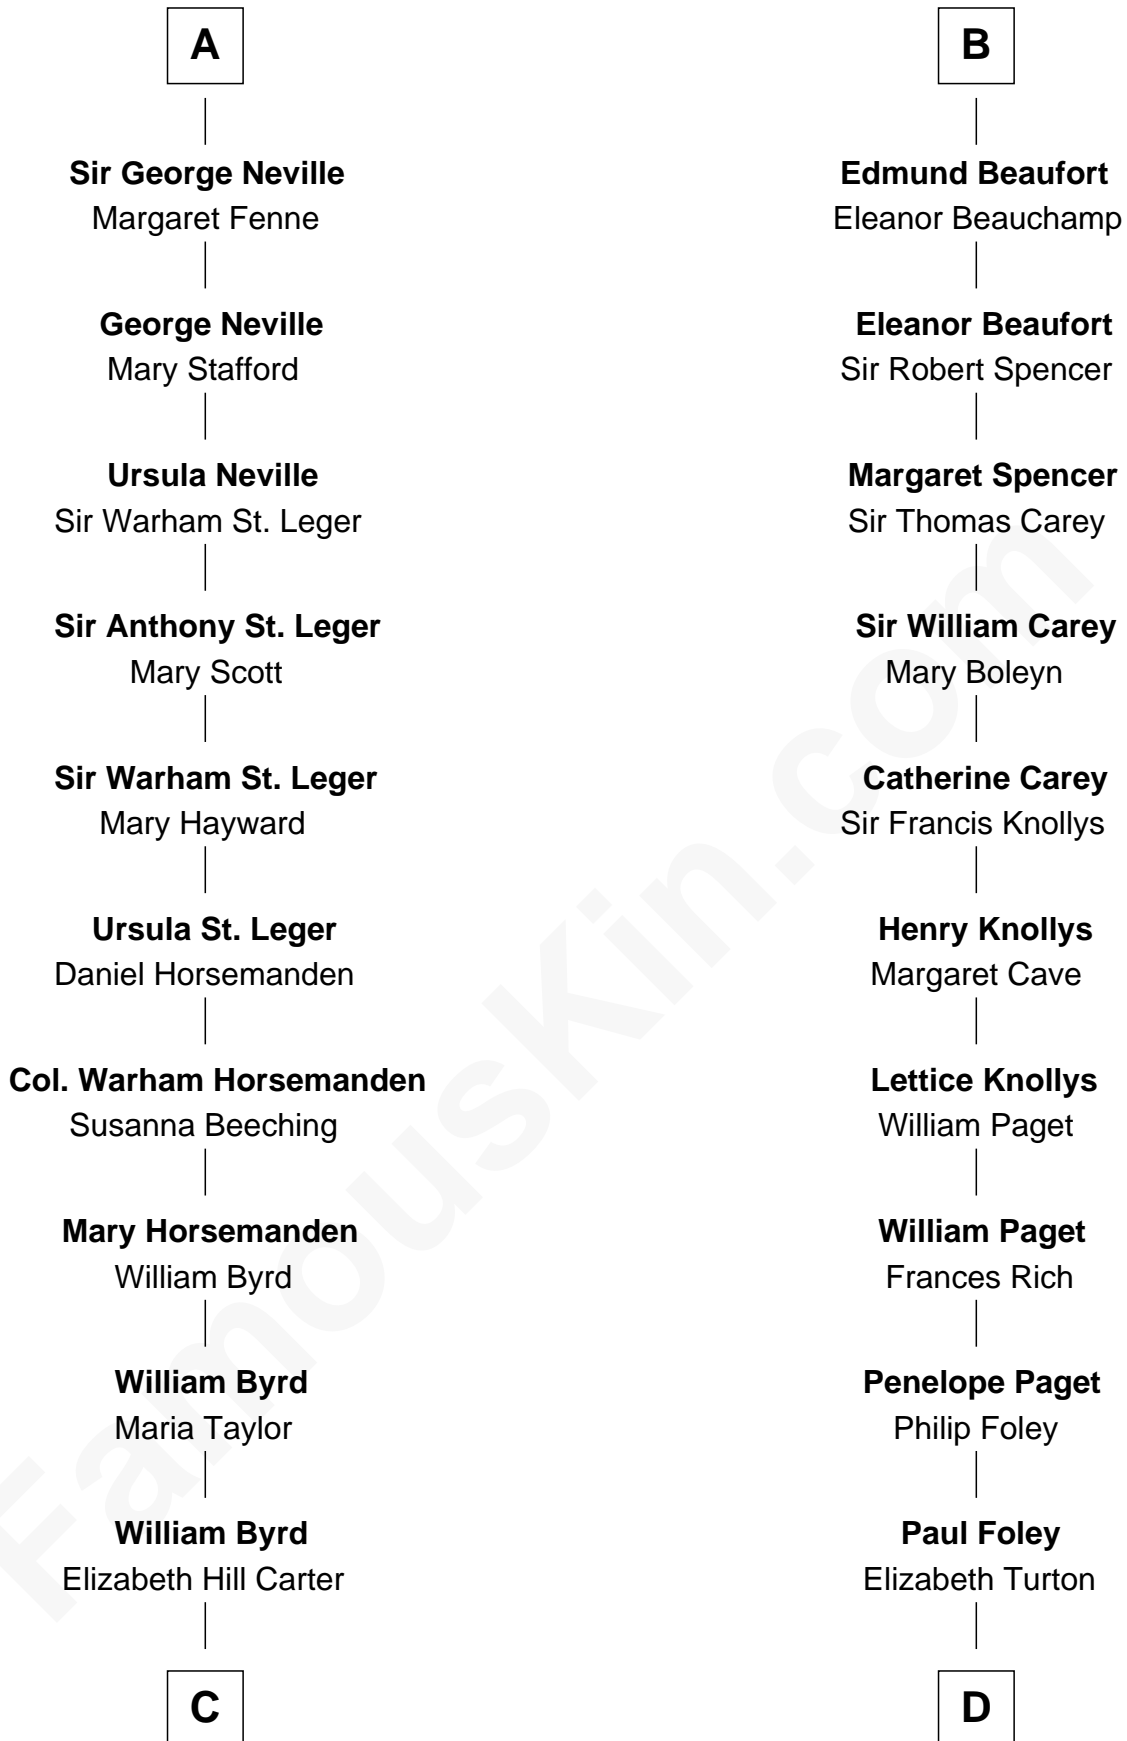 A
Sir George Neville
Margaret Fenne
George Neville
Mary Stafford
Ursula Neville
Sir Warham St. Leger
Sir Anthony St. Leger
Mary Scott
Sir Warham St. Leger
Mary Hayward
Ursula St. Leger
Daniel Horsemanden
Col. Warham Horsemanden
Susanna Beeching
Mary Horsemanden
William Byrd
William Byrd
Maria Taylor
William Byrd
Elizabeth Hill Carter
C
B
Edmund Beaufort
Eleanor Beauchamp
Eleanor Beaufort
Sir Robert Spencer
Margaret Spencer
Sir Thomas Carey
Sir William Carey
Mary Boleyn
Catherine Carey
Sir Francis Knollys
Henry Knollys
Margaret Cave
Lettice Knollys
William Paget
William Paget
Frances Rich
Penelope Paget
Philip Foley
Paul Foley
Elizabeth Turton
D
FamousKin.com